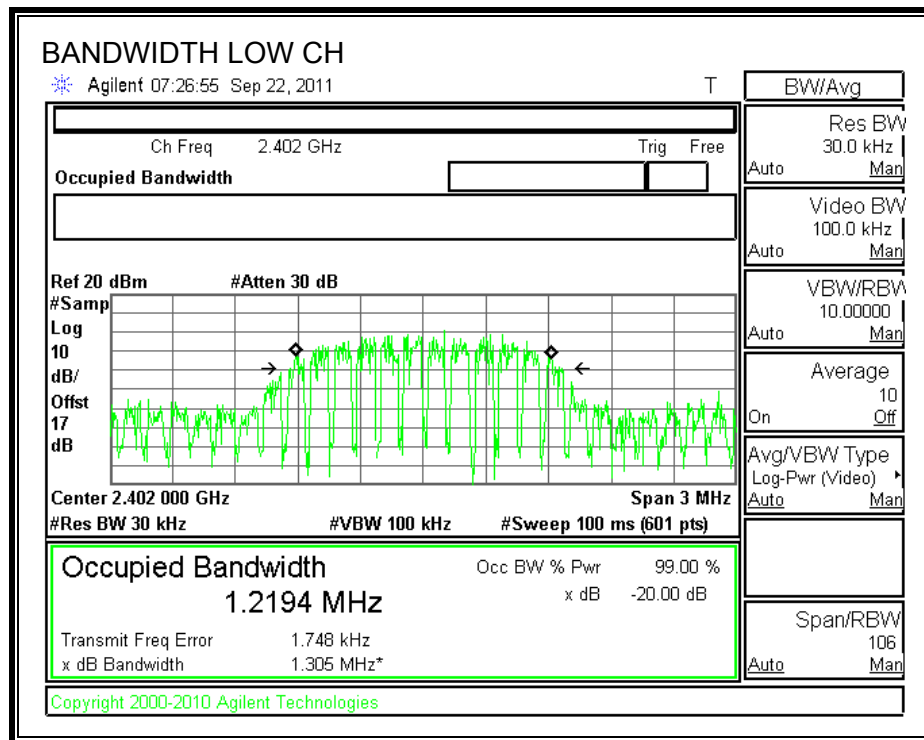 BANDWIDTH LOW CH
Agilent 07:26:55 Sep 22, 2011 T
Ch Freq 2.402 GHz Trig Free
Occupied Bandwidth
Ref 20 dBm #Atten 30 dB
#Samp
Log
10
dB/
Offst
17
dB
Center 2.402 000 GHz Span 3 MHz
#Res BW 30 kHz #VBW 100 kHz #Sweep 100 ms (601 pts)
Occupied Bandwidth
1.2194 MHz
Occ BW % Pwr 99.00 %
x dB -20.00 dB
Transmit Freq Error 1.748 kHz
x dB Bandwidth 1.305 MHz*
Copyright 2000-2010 Agilent Technologies
BW/Avg
Res BW
30.0 kHz
Auto Man
Video BW
100.0 kHz
Auto Man
VBW/RBW
10.00000
Auto Man
Average
10
On Off
Avg/VBW Type
Log-Pwr (Video)
Auto Man
Span/RBW
106
Auto Man